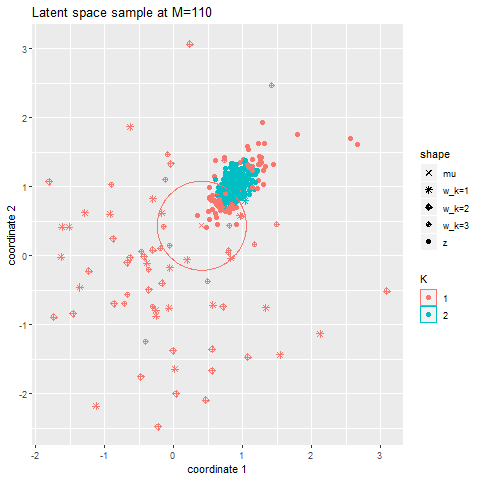 Latent space sample at M=110
coordinate 2
3
2
1
0
-1
-2
-2
-1
0
1
2
3
coordinate 1
shape
mu
w_k=1
w_k=2
w_k=3
z
K
1
2